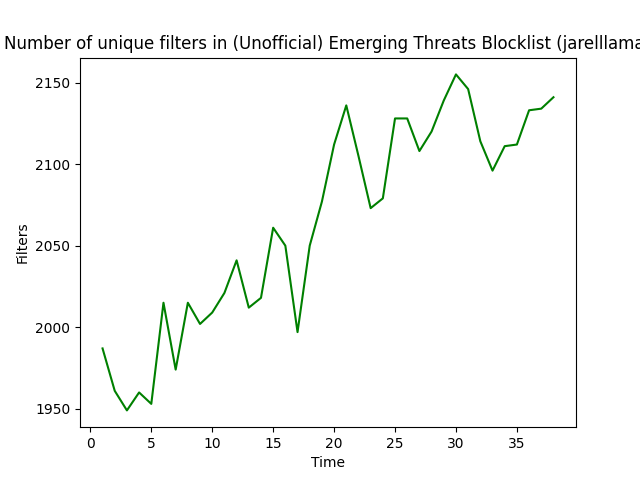 Number of unique filters in (Unofficial) Emerging Threats Blocklist (jarelllama
2150
2100
2050
2000
1950
Filters
0 5 10 15 20 25 30 35
Time